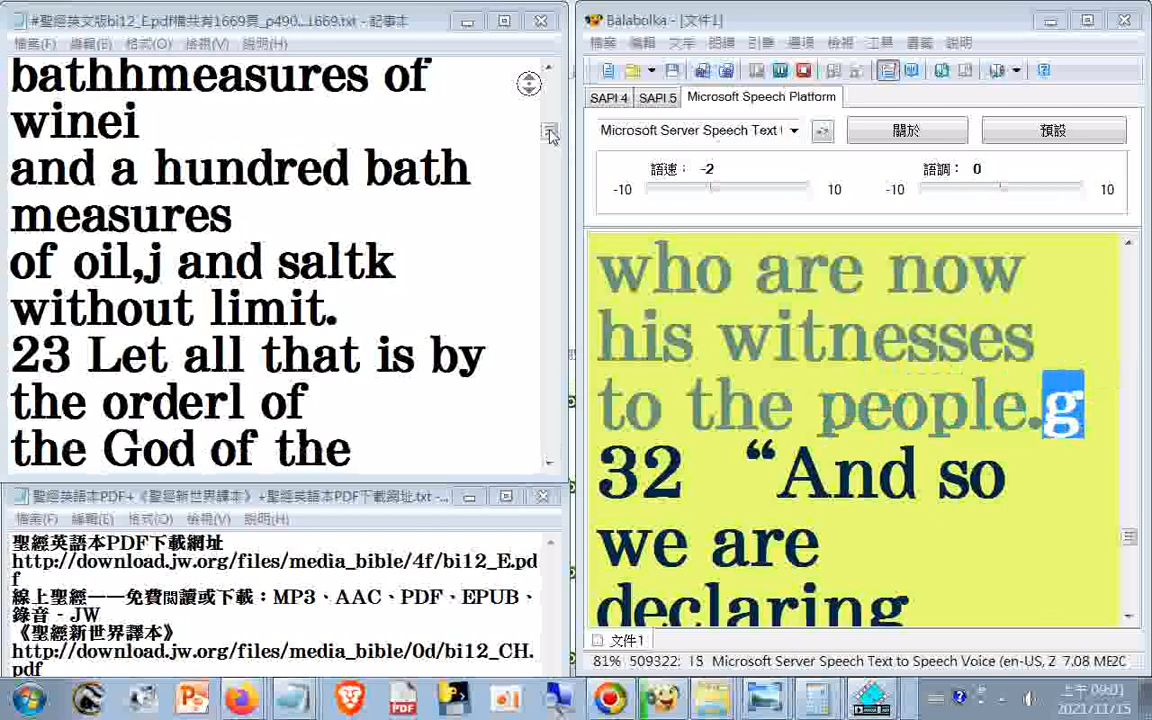 #聖經英文版bi12_E.pdf檔共有1669頁_p490...1669.txt - 記事本
檔案(F) 編輯(E) 格式(O) 檢視(V) 說明(H)
bathhmeasures of
winei
and a hundred bath
measures
of oil,j and saltk
without limit.
23 Let all that is by
the orderl of
the God of the
聖經英語本PDF+《聖經新世界譯本》+聖經英語本PDF下載網址.txt - ...
檔案(F) 編輯(E) 格式(O) 檢視(V) 說明(H)
聖經英語本PDF下載網址
http://download.jw.org/files/media_bible/4f/bi12_E.pd
f
線上聖經——免費閱讀或下載：MP3、AAC、PDF、EPUB、
錄音 - JW
《聖經新世界譯本》
http://download.jw.org/files/media_bible/0d/bi12_CH.
pdf
Balabolka - [文件1]
檔案 編輯 文字 朗讀 引擎 選項 檢視 工具 書籤 說明
SAPI 4 SAPI 5 Microsoft Speech Platform
Microsoft Server Speech Text 關於 預設
語速： -2 語調： 0
-10 10 -10 10
who are now
his witnesses
to the people.g
32 “And so
we are
declaring
文件1
81% 509322: 15 Microsoft Server Speech Text to Speech Voice (en-US, Z 7.08 ME
上午 09:01
2021/11/15